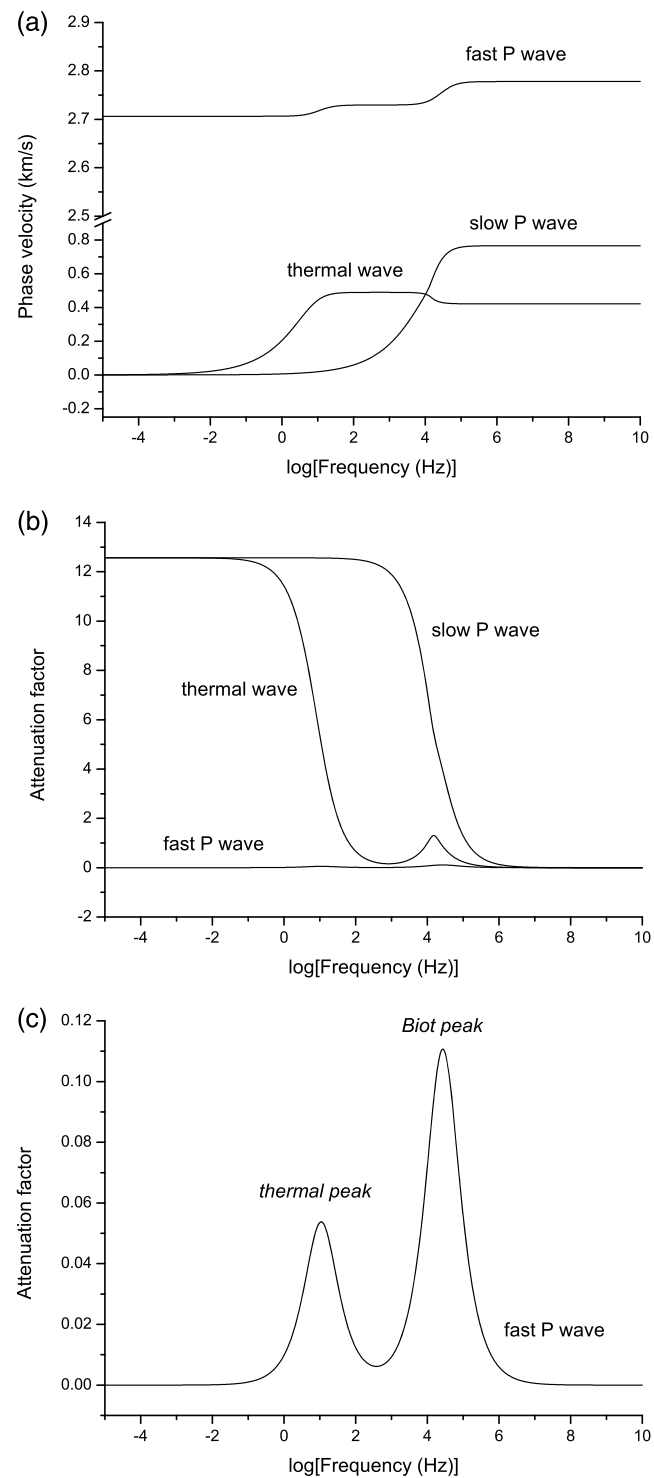 (a)
2.9
2.8
2.7
2.6
2.5
0.8
0.6
0.4
0.2
0.0
-0.2
Phase velocity (km/s)
fast P wave
slow P wave
thermal wave
-4 -2 0 2 4 6 8 10
log[Frequency (Hz)]
(b)
14
12
10
8
6
4
2
0
-2
Attenuation factor
slow P wave
thermal wave
fast P wave
-4 -2 0 2 4 6 8 10
log[Frequency (Hz)]
(c)
0.12
0.10
0.08
0.06
0.04
0.02
0.00
Attenuation factor
Biot peak
thermal peak
fast P wave
-4 -2 0 2 4 6 8 10
log[Frequency (Hz)]